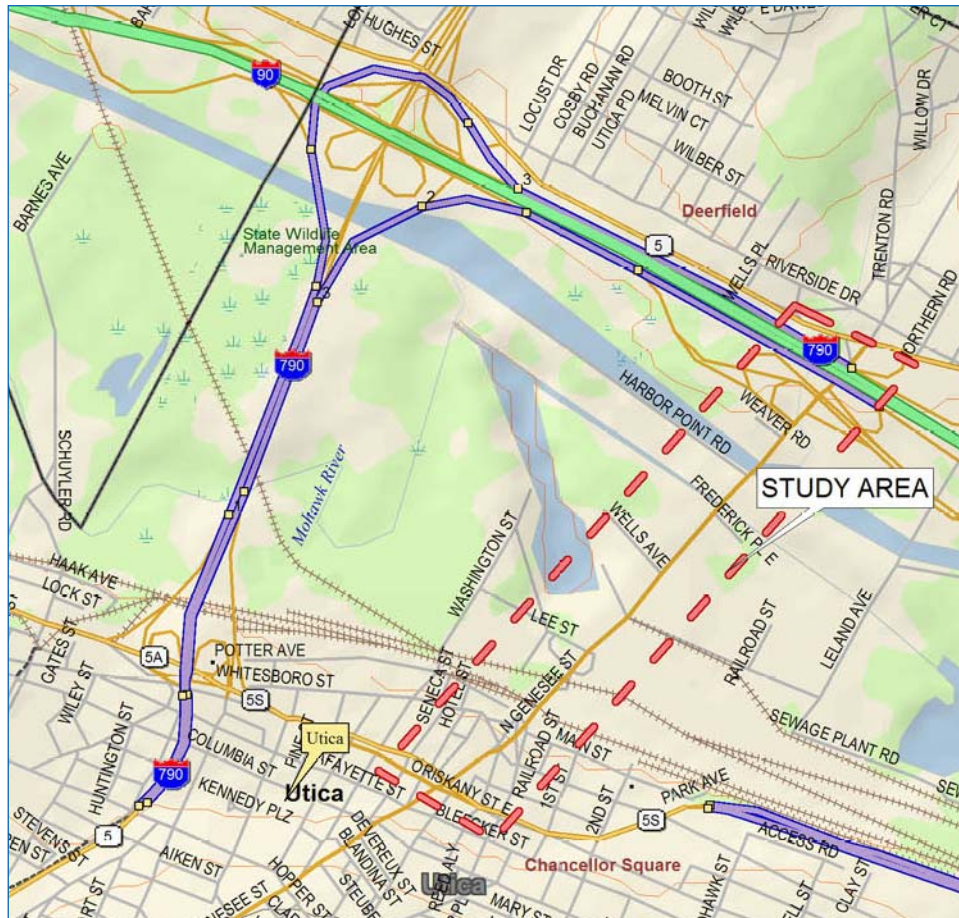 HUGHES ST
90
BARNES AVE
LOCUST DR
COSBY RD
BUCHANAN RD
UTICA RD
BOOTH ST
MELVIN CT
WILBER ST
WILLOW DR
3
2
Deerfield
State Wildlife
Management Area
5
TRENTON RD
WELLS PL
RIVERSIDE DR
ORTHERN RD
3
790
790
HARBOR POINT RD
WEAVER RD
SCHUYLER RD
STUDY AREA
Mohawk River
FREDERICK PL E
WELLS AVE
WASHINGTON ST
HAAK AVE
LOCK ST
LEE ST
RAILROAD ST
LELAND AVE
GATES ST
WILEY ST
5A
POTTER AVE
WHITESBORO ST
5S
SENECA ST
HOTEL ST
N GENESEE ST
SEWAGE PLANT RD
HUNTINGTON ST
COLUMBIA ST
Utica
AFAYETTE ST
ORISKANY ST E
RAILROAD ST
MAIN ST
790
KENNEDY PLZ
Utica
BLEECKER ST
1ST ST
2ND ST
PARK AVE
5S
ACCESS RD
5
STEVENS ST
AIKEN ST
DEVEREUX ST
BLANDINA ST
Chancellor Square
HOPPER ST
Utica
MARY ST
CLAY ST